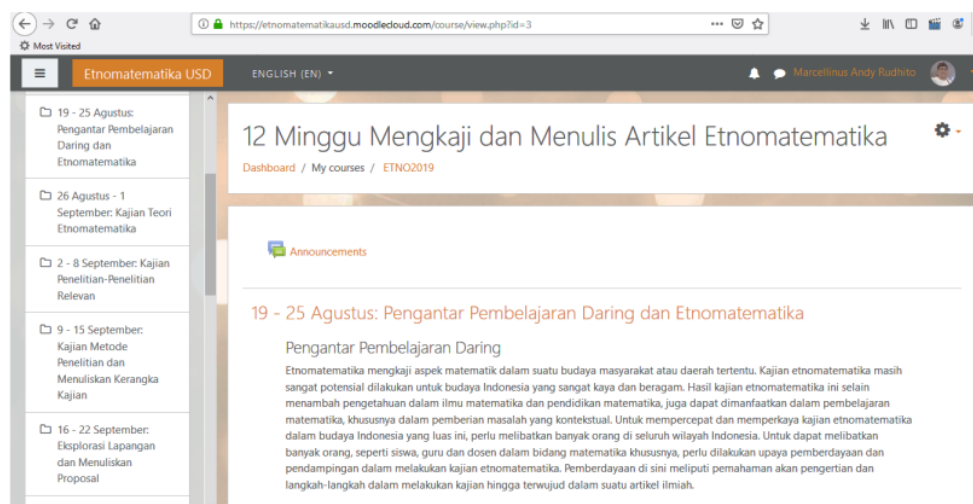 https://etnomatematikausd.moodlecloud.com/course/view.php?id=3
Most Visited
Etnomatematika USD
ENGLISH (EN)
Marcellinus Andy Rudhito
19 - 25 Agustus:
Pengantar Pembelajaran
Daring dan
Etnomatematika
26 Agustus - 1
September: Kajian Teori
Etnomatematika
2 - 8 September: Kajian
Penelitian-Penelitian
Relevan
9 - 15 September:
Kajian Metode
Penelitian dan
Menuliskan Kerangka
Kajian
16 - 22 September:
Eksplorasi Lapangan
dan Menuliskan
Proposal
12 Minggu Mengkaji dan Menulis Artikel Etnomatematika
Dashboard / My courses / ETNO2019
Announcements
19 - 25 Agustus: Pengantar Pembelajaran Daring dan Etnomatematika
Pengantar Pembelajaran Daring
Etnomatematika mengkaji aspek matematik dalam suatu budaya masyarakat atau daerah tertentu. Kajian etnomatematika masih
sangat potensial dilakukan untuk budaya Indonesia yang sangat kaya dan beragam. Hasil kajian etnomatematika ini selain
menambah pengetahuan dalam ilmu matematika dan pendidikan matematika, juga dapat dimanfaatkan dalam pembelajaran
matematika, khususnya dalam pemberian masalah yang kontekstual. Untuk mempercepat dan memperkaya kajian etnomatematika
dalam budaya Indonesia yang luas ini, perlu melibatkan banyak orang di seluruh wilayah Indonesia. Untuk dapat melibatkan
banyak orang, seperti siswa, guru dan dosen dalam bidang matematika khususnya, perlu dilakukan upaya pemberdayaan dan
pendampingan dalam melakukan kajian etnomatematika. Pemberdayaan di sini meliputi pemahaman akan pengertian dan
langkah-langkah dalam melakukan kajian hingga terwujud dalam suatu artikel ilmiah.